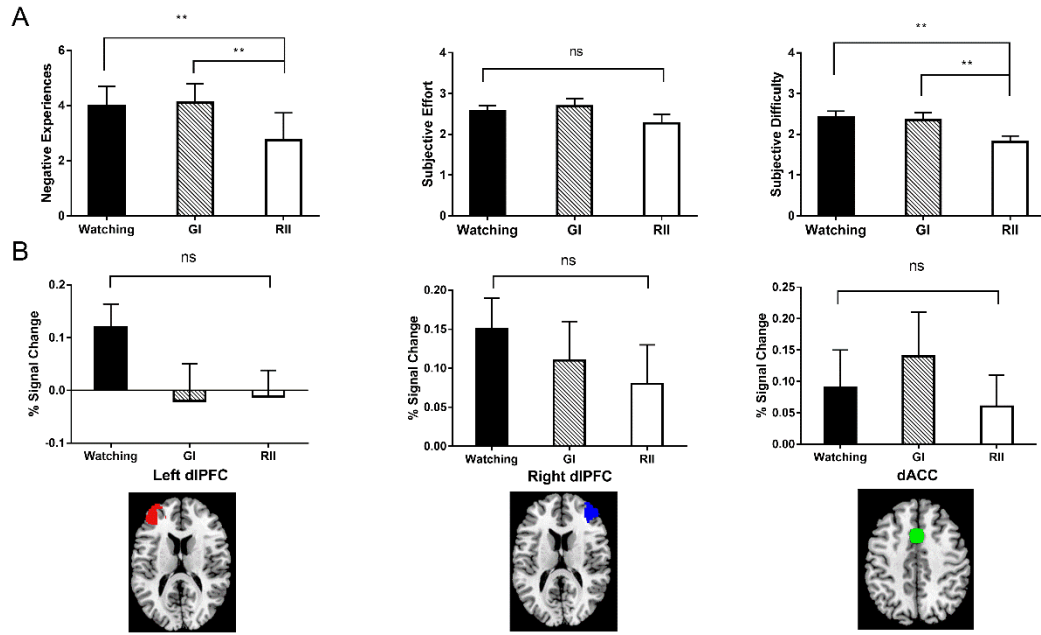 A
**
**
6
4
2
0
Negative Experiences
Watching GI RII
ns
4
3
2
1
0
Subjective Effort
Watching GI RII
**
**
4
3
2
1
0
Subjective Difficulty
Watching GI RII
B
ns
0.2
0.1
0.0
-0.1
% Signal Change
Watching GI RII
Left dlPFC
ns
0.20
0.15
0.10
0.05
0.00
% Signal Change
Watching GI RII
Right dlPFC
ns
0.25
0.20
0.15
0.10
0.05
0.00
% Signal Change
Watching GI RII
dACC